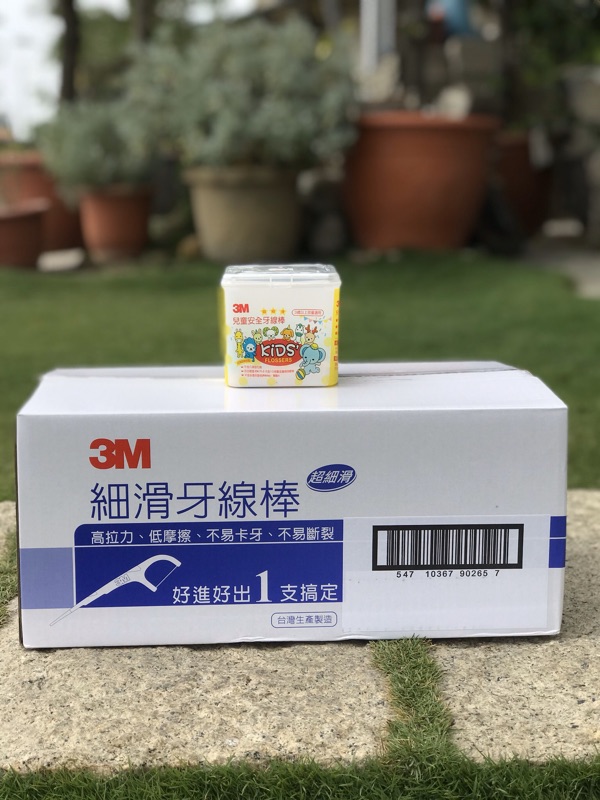 3M
兒童安全牙線棒
KiDS'
FLOSSERS
3M
3M
細滑牙線棒
超細滑
高拉力、低摩擦、不易卡牙、不易斷裂
3M
好進好出1支搞定
台灣生產製造
547 10367 90265 7